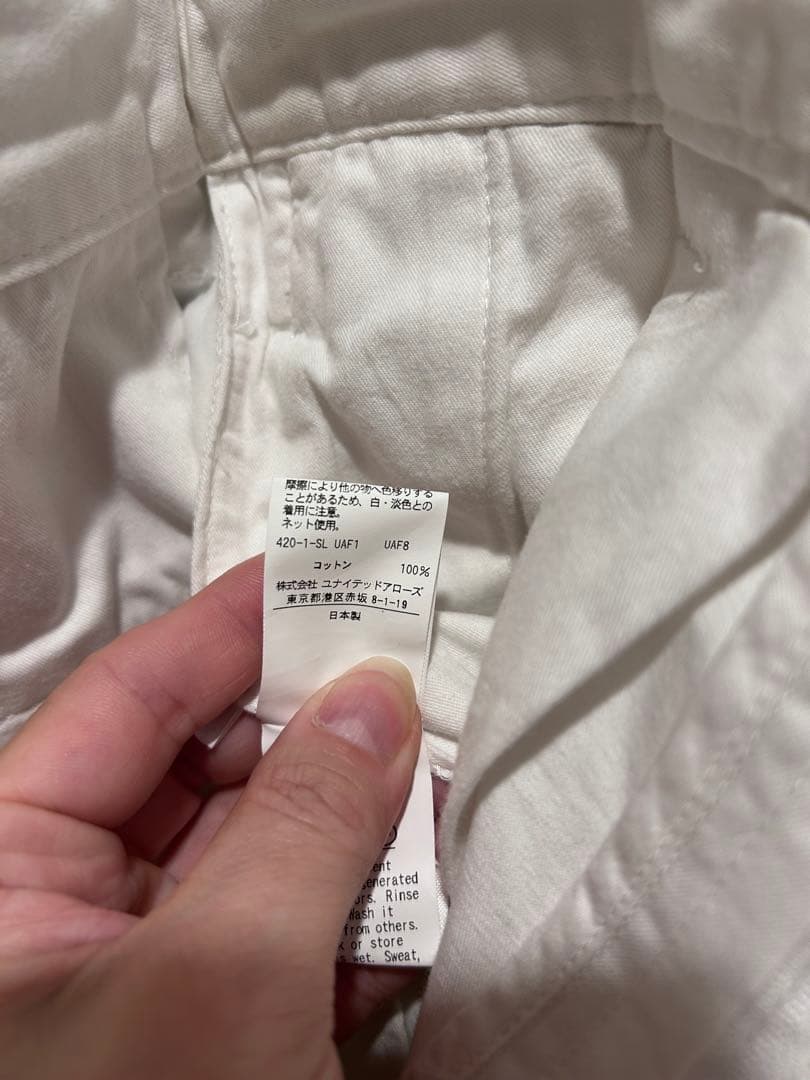 摩擦により他の物へ色移りする
ことがあるため、白・淡色との
着用に注意。
ネット使用。
420-1-SL UAF1 UAF8
コットン 100%
株式会社 ユナイテッドアローズ
東京都港区赤坂 8-1-19
日本製
Rinse
Wash it
from others.
or store
wet. Sweat,